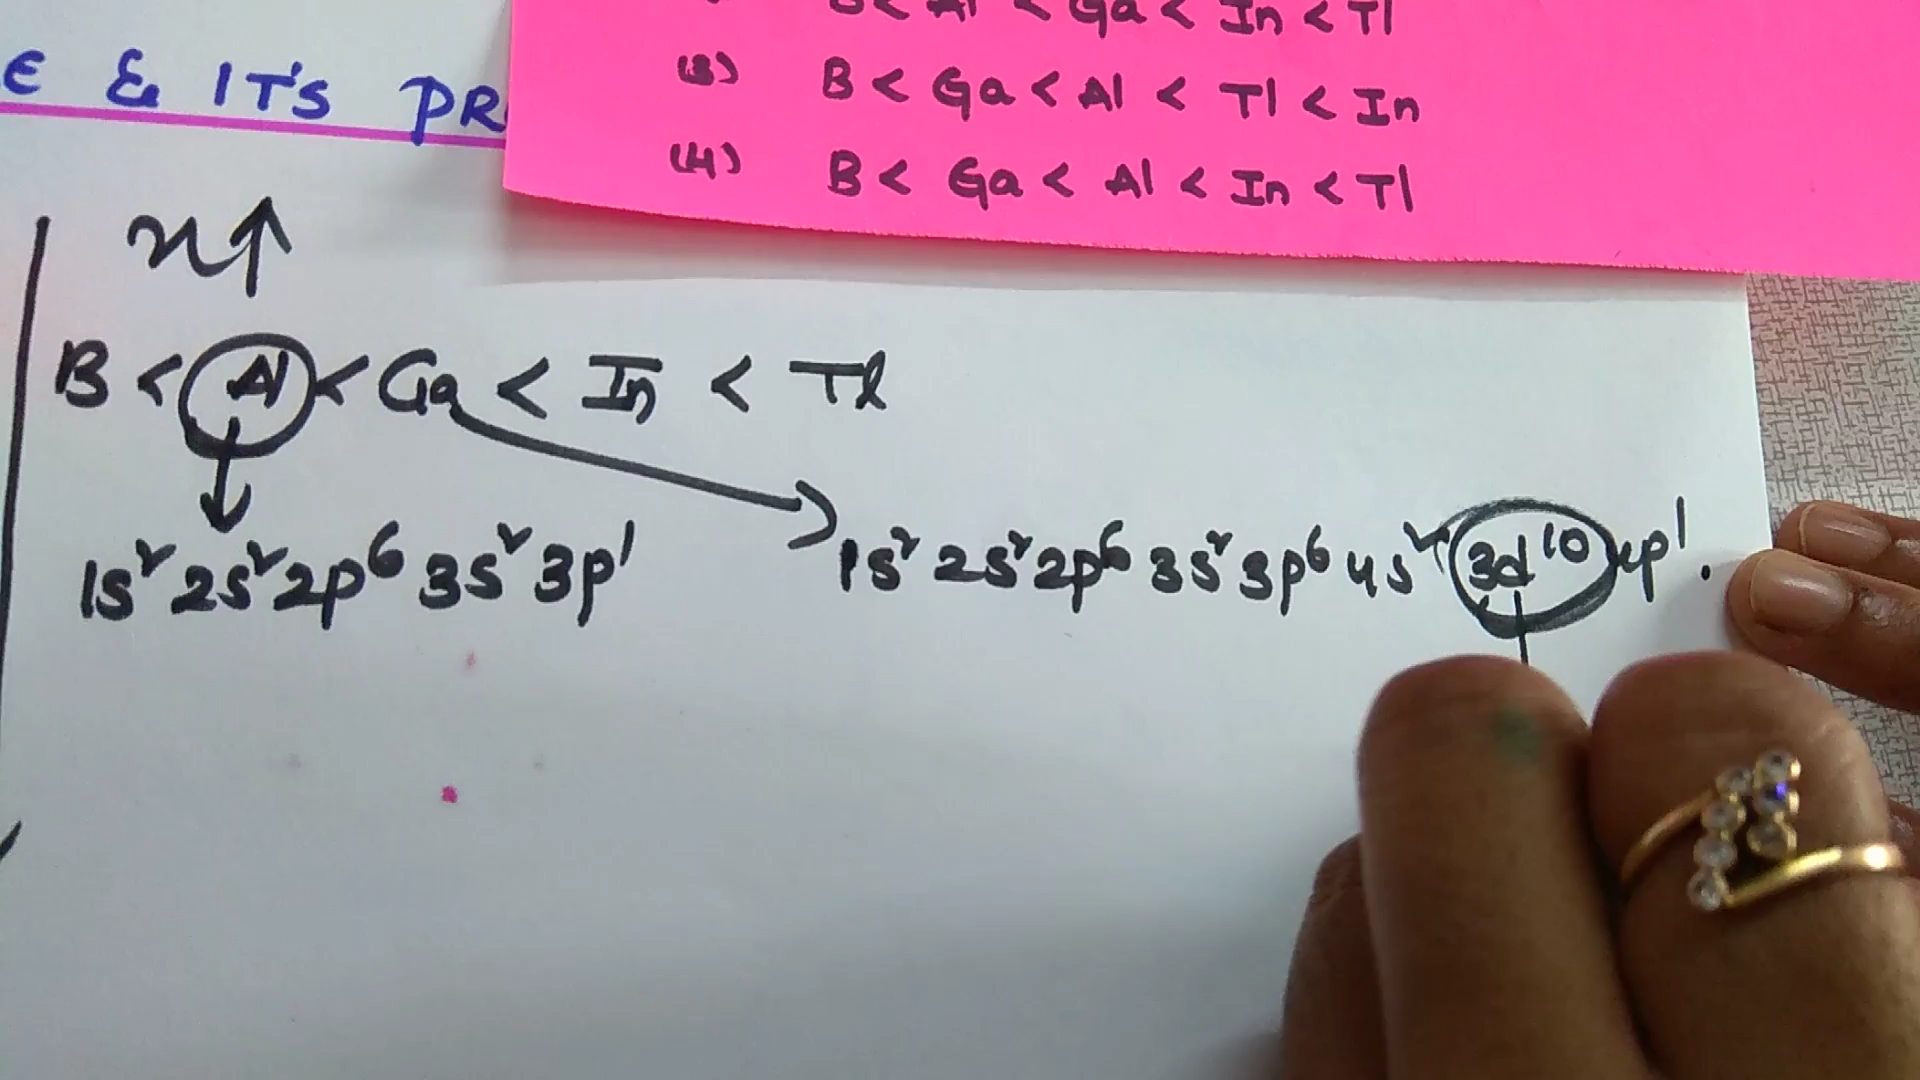 E & IT'S PR
B < Al < Ga < In < Tl
(3) B < Ga < Al < Tl < In
(4) B < Ga < Al < In < Tl
n↑
B < Al < Ga < In < Tl
1s² 2s² 2p⁶ 3s² 3p¹
1s² 2s² 2p⁶ 3s² 3p⁶ 4s² 3d¹⁰ 4p¹.